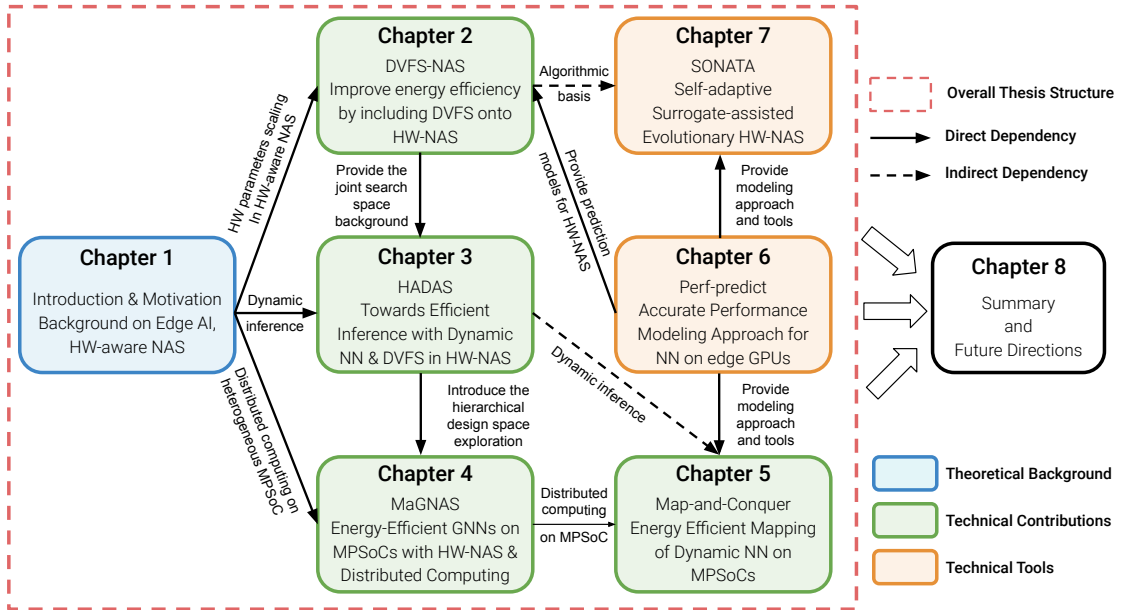 Chapter 2
DVFS-NAS
Improve energy efficiency
by including DVFS onto
HW-NAS
Algorithmic
basis
Chapter 7
SONATA
Self-adaptive
Surrogate-assisted
Evolutionary HW-NAS
HW parameters scaling
In HW-aware NAS
Provide the
joint search
space
background
Provide prediction
models for HW-NAS
Provide
modeling
approach
and tools
Chapter 1
Introduction & Motivation
Background on Edge AI,
HW-aware NAS
Dynamic
inference
Chapter 3
HADAS
Towards Efficient
Inference with Dynamic
NN & DVFS in HW-NAS
Chapter 6
Perf-predict
Accurate Performance
Modeling Approach for
NN on edge GPUs
Distributed computing on
heterogeneous MPSoC
Introduce the
hierarchical
design space
exploration
Dynamic inference
Provide
modeling
approach
and tools
Chapter 4
MaGNAS
Energy-Efficient GNNs on
MPSoCs with HW-NAS &
Distributed Computing
Distributed
computing
on MPSoC
Chapter 5
Map-and-Conquer
Energy Efficient Mapping
of Dynamic NN on
MPSoCs
Overall Thesis Structure
Direct Dependency
Indirect Dependency
Chapter 8
Summary
and
Future Directions
Theoretical Background
Technical Contributions
Technical Tools